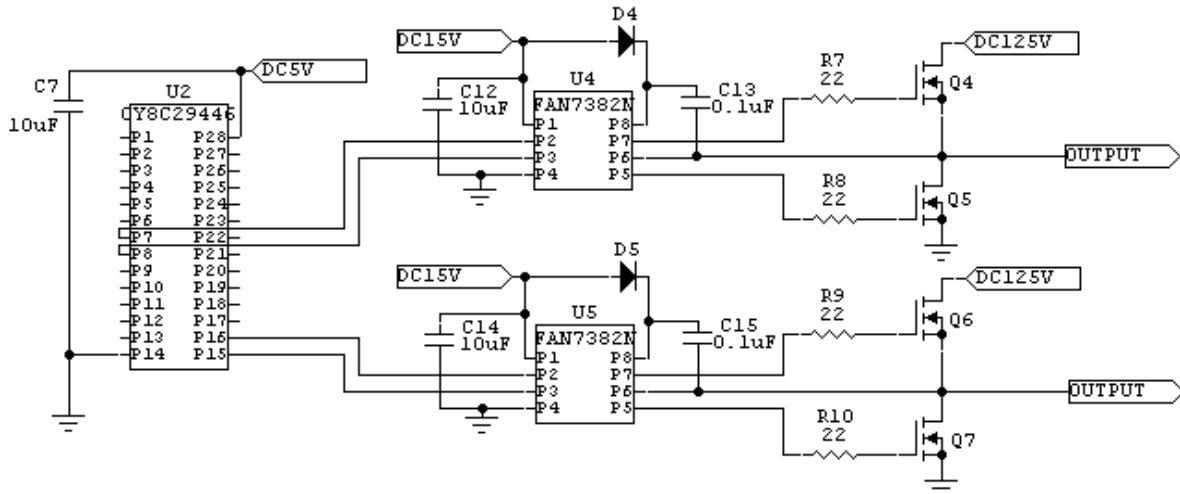 D4
DC15V
DC125V
C7
DC5V
R7
22
Q4
U2
U4
C12
10uF
C13
0.1uF
10uF
CY8C29446
FAN7382N
P1 P28
P2 P27
P3 P26
P4 P25
P5 P24
P6 P23
P7 P22
P8 P21
P9 P20
P10 P19
P11 P18
P12 P17
P13 P16
P14 P15
P1 P8
P2 P7
P3 P6
P4 P5
OUTPUT
R8
22
Q5
D5
DC15V
DC125V
R9
22
Q6
U5
C14
10uF
C15
0.1uF
FAN7382N
P1 P8
P2 P7
P3 P6
P4 P5
OUTPUT
R10
22
Q7